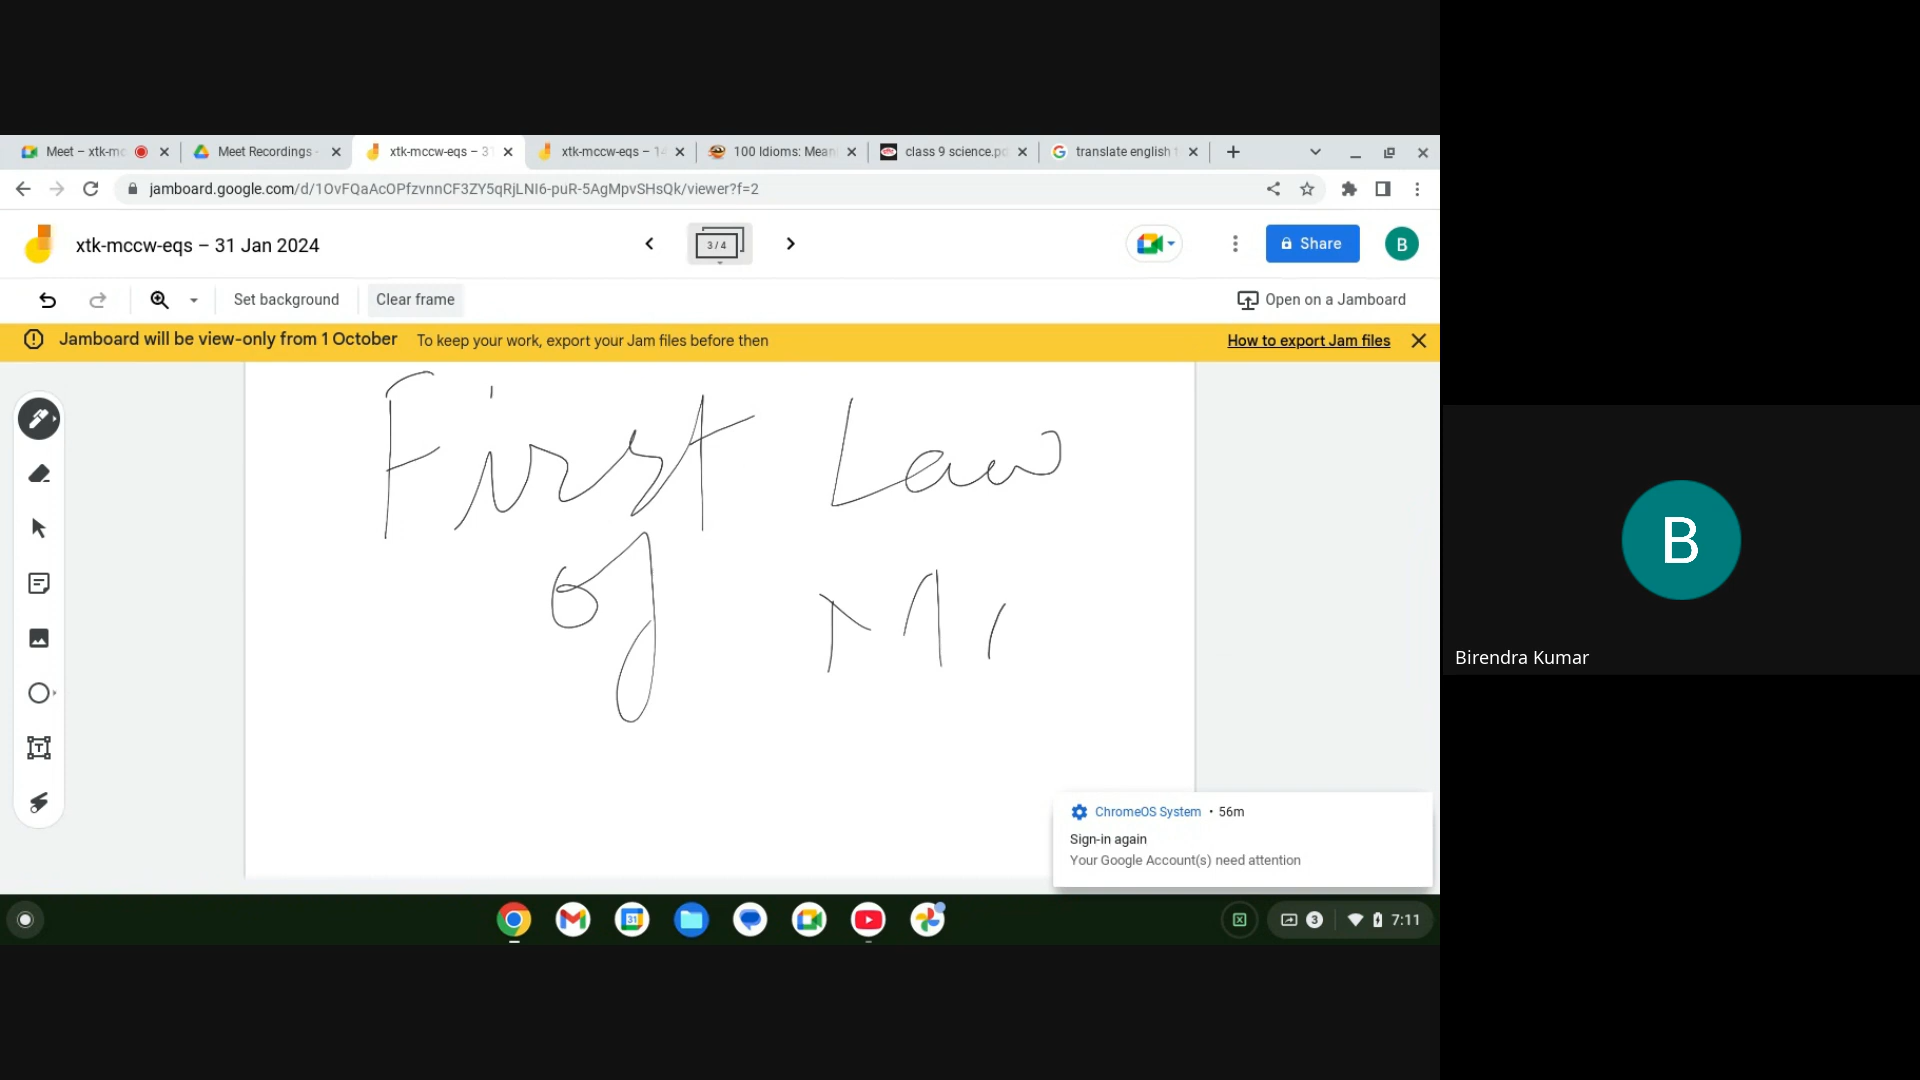 Meet – xtk-mc
Meet Recordings -
xtk-mccw-eqs – 31
xtk-mccw-eqs – 14
100 Idioms: Mean
class 9 science.pd
translate english t
jamboard.google.com/d/1OvFQaAcOPfzvnnCF3ZY5qRjLNI6-puR-5AgMpvSHsQk/viewer?f=2
xtk-mccw-eqs – 31 Jan 2024
3 / 4
Share
B
Set background
Clear frame
Open on a Jamboard
Jamboard will be view-only from 1 October To keep your work, export your Jam files before then
How to export Jam files
First Law
of M
B
Birendra Kumar
ChromeOS System • 56m
Sign-in again
Your Google Account(s) need attention
31
3
7:11